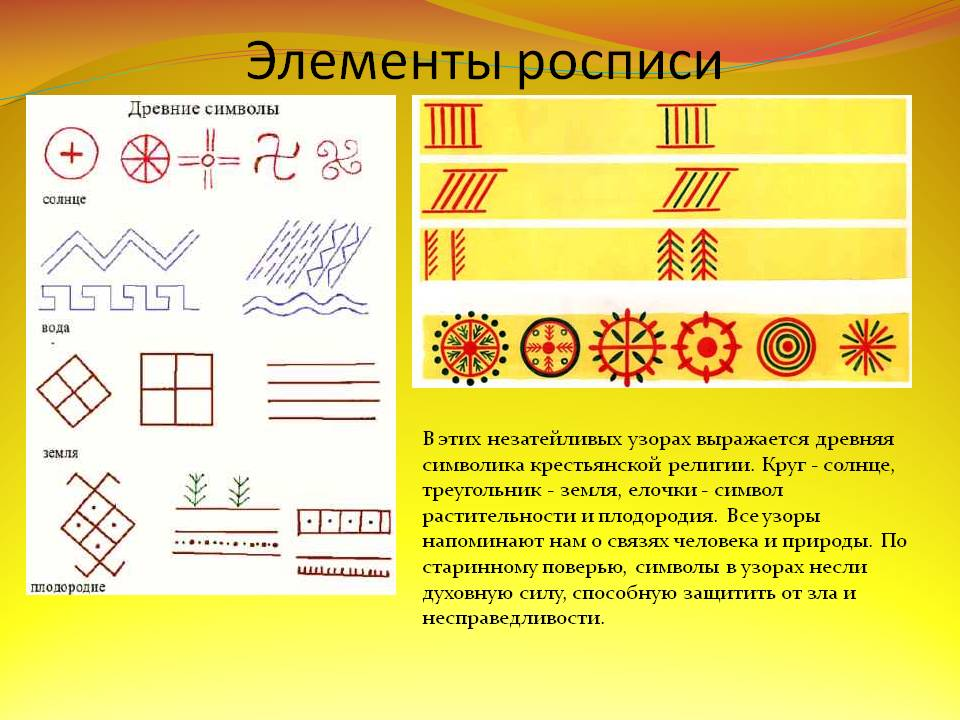 Элементы росписи
Древние символы
солнце
вода
земля
плодородие
В этих незатейливых узорах выражается древняя
символика крестьянской религии. Круг - солнце,
треугольник - земля, елочки - символ
растительности и плодородия. Все узоры
напоминают нам о связях человека и природы. По
старинному поверью, символы в узорах несли
духовную силу, способную защитить от зла и
несправедливости.